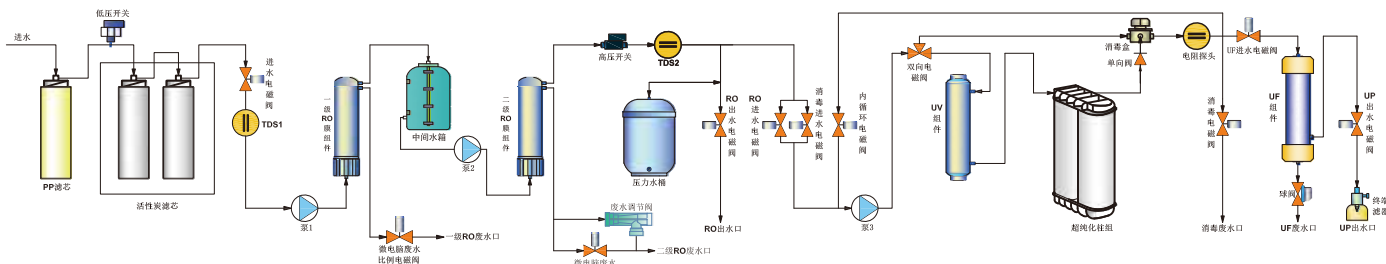 进水
低压开关
PP滤芯
活性炭滤芯
进水电磁阀
TDS1
泵1
一级RO膜组件
微电脑废水
比例电磁阀
一级RO废水口
中间水箱
泵2
二级RO膜组件
高压开关
TDS2
压力水桶
废水调节阀
微电脑废水
二级RO废水口
RO出水电磁阀
RO出水口
RO进水电磁阀
消毒进水电磁阀
内循环电磁阀
泵3
双向电
磁阀
UV组件
超纯化柱组
消毒盒
单向阀
电阻探头
UF进水电磁阀
消毒电磁阀
消毒废水口
UF组件
球阀
UF废水口
UP出水电磁阀
终端
滤器
UP出水口